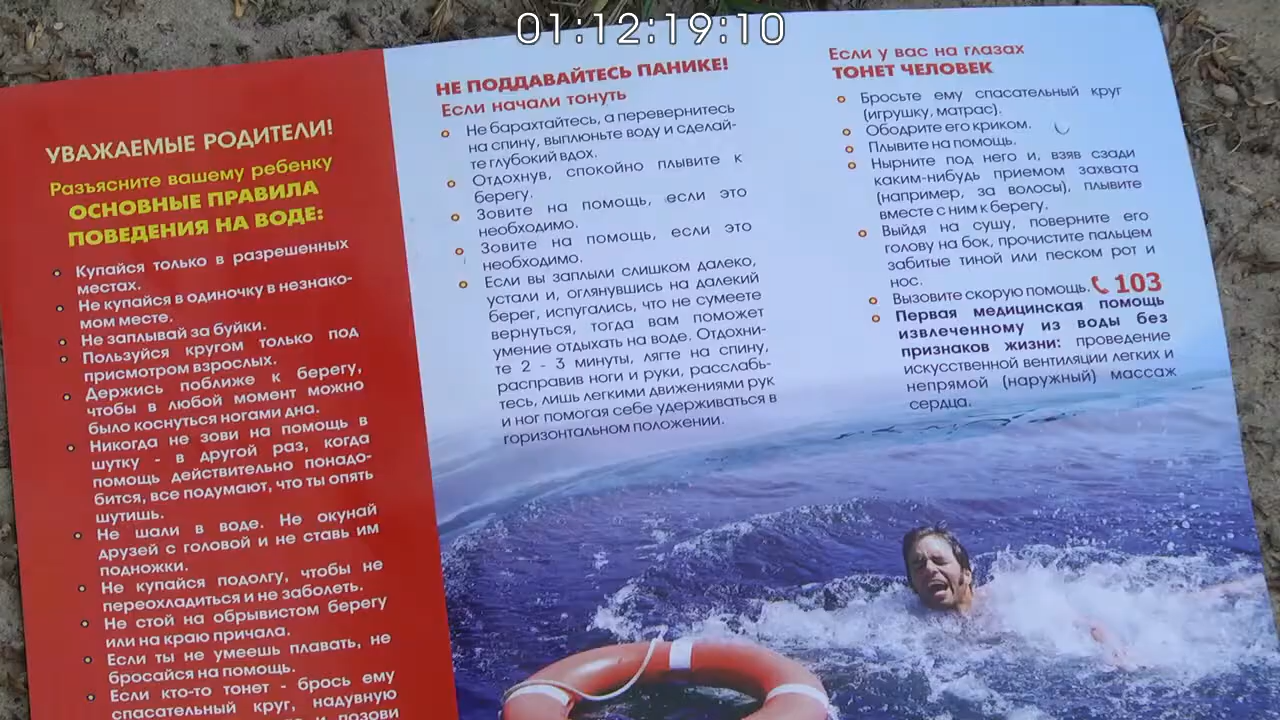 01:12:19:10
УВАЖАЕМЫЕ РОДИТЕЛИ!
Разъясните вашему ребенку
ОСНОВНЫЕ ПРАВИЛА
ПОВЕДЕНИЯ НА ВОДЕ:
Купайся только в разрешенных
местах.
Не купайся в одиночку в незнако-
мом месте.
Не заплывай за буйки.
Пользуйся кругом только под
присмотром взрослых.
Держись поближе к берегу,
чтобы в любой момент можно
было коснуться ногами дна.
Никогда не зови на помощь в
шутку - в другой раз, когда
помощь действительно понадо-
бится, все подумают, что ты опять
шутишь.
Не шали в воде. Не окунай
друзей с головой и не ставь им
подножки.
Не купайся подолгу, чтобы не
переохладиться и не заболеть.
Не стой на обрывистом берегу
или на краю причала.
Если ты не умеешь плавать, не
бросайся на помощь.
Если кто-то тонет - брось ему
спасательный круг, надувную
и позови
НЕ ПОДДАВАЙТЕСЬ ПАНИКЕ!
Если начали тонуть
Не барахтайтесь, а перевернитесь
на спину, выплюньте воду и сделай-
те глубокий вдох.
Отдохнув, спокойно плывите к
берегу.
Зовите на помощь, если это
необходимо.
Зовите на помощь, если это
необходимо.
Если вы заплыли слишком далеко,
устали и, оглянувшись на далекий
берег, испугались, что не сумеете
вернуться, тогда вам поможет
умение отдыхать на воде. Отдохни-
те 2 - 3 минуты, лягте на спину,
расправив ноги и руки, расслабь-
тесь, лишь легкими движениями рук
и ног помогая себе удерживаться в
горизонтальном положении.
Если у вас на глазах
ТОНЕТ ЧЕЛОВЕК
Бросьте ему спасательный круг
(игрушку, матрас).
Ободрите его криком.
Плывите на помощь.
Нырните под него и, взяв сзади
каким-нибудь приемом захвата
(например, за волосы), плывите
вместе с ним к берегу.
Выйдя на сушу, поверните его
голову на бок, прочистите пальцем
забитые тиной или песком рот и
нос.
Вызовите скорую помощь. 103
Первая медицинская помощь
извлеченному из воды без
признаков жизни: проведение
искусственной вентиляции легких и
непрямой (наружный) массаж
сердца.